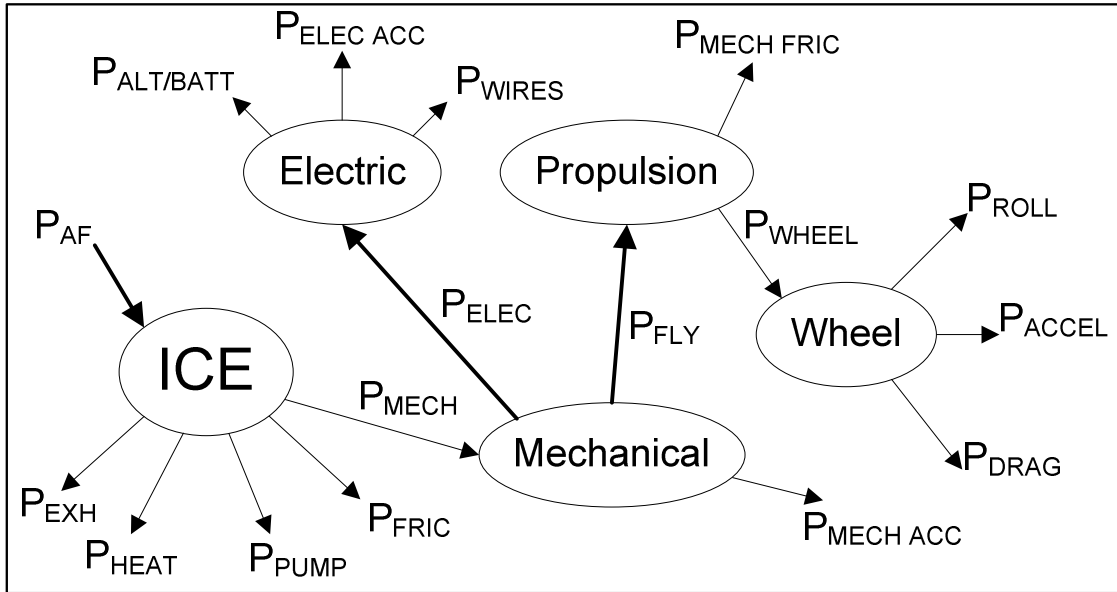 P_ELEC ACC
P_MECH FRIC
P_ALT/BATT
P_WIRES
Electric
Propulsion
P_ROLL
P_AF
P_WHEEL
P_ELEC
P_FLY
Wheel
P_ACCEL
ICE
P_MECH
Mechanical
P_DRAG
P_EXH
P_FRIC
P_HEAT
P_PUMP
P_MECH ACC